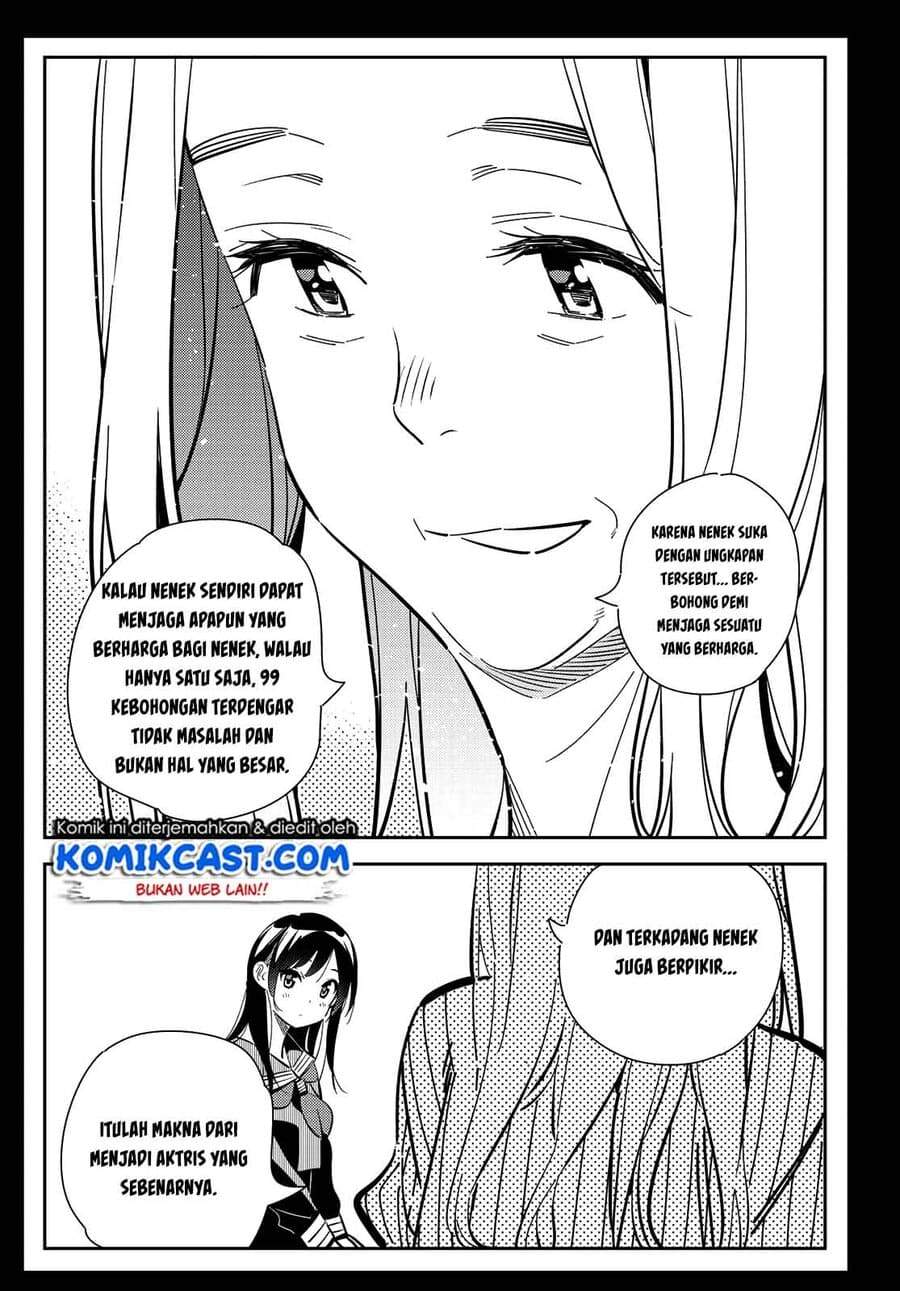 KARENA NENEK SUKA
DENGAN UNGKAPAN
TERSEBUT... BER-
BOHONG DEMI
MENJAGA SESUATU
YANG BERHARGA.
KALAU NENEK SENDIRI DAPAT
MENJAGA APAPUN YANG
BERHARGA BAGI NENEK, WALAU
HANYA SATU SAJA, 99
KEBOHONGAN TERDENGAR
TIDAK MASALAH DAN
BUKAN HAL YANG BESAR.
Komik ini diterjemahkan & diedit oleh
KOMIKCAST.COM
BUKAN WEB LAIN!!
DAN TERKADANG NENEK
JUGA BERPIKIR...
ITULAH MAKNA DARI
MENJADI AKTRIS YANG
SEBENARNYA.